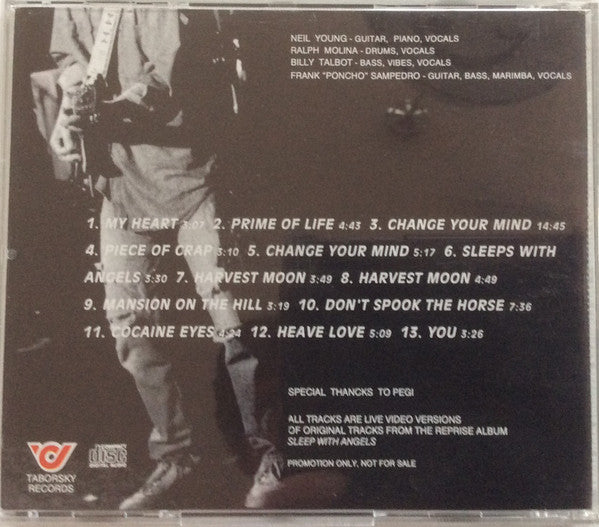 NEIL YOUNG - GUITAR, PIANO, VOCALS
RALPH MOLINA - DRUMS, VOCALS
BILLY TALBOT - BASS, VIBES, VOCALS
FRANK "PONCHO" SAMPEDRO - GUITAR, BASS, MARIMBA, VOCALS
1. MY HEART 3:07 2. PRIME OF LIFE 4:43 3. CHANGE YOUR MIND 14:45
4. PIECE OF CRAP 3:10 5. CHANGE YOUR MIND 5:17 6. SLEEPS WITH
ANGELS 3:30 7. HARVEST MOON 3:49 8. HARVEST MOON 4:49
9. MANSION ON THE HILL 3:19 10. DON'T SPOOK THE HORSE 7:36
11. COCAINE EYES 4:24 12. HEAVE LOVE 5:09 13. YOU 3:26
SPECIAL THANCKS TO PEGI
ALL TRACKS ARE LIVE VIDEO VERSIONS
OF ORIGINAL TRACKS FROM THE REPRISE ALBUM
SLEEP WITH ANGELS
PROMOTION ONLY, NOT FOR SALE
TABORSKY
RECORDS
COMPACT
disc
DIGITAL AUDIO